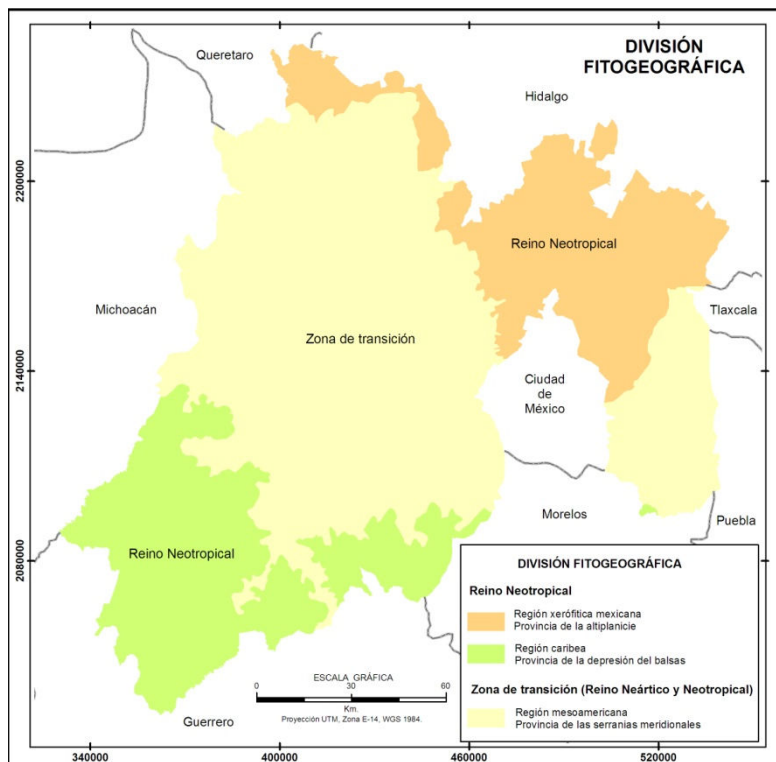 DIVISIÓN
FITOGEOGRÁFICA
Queretaro
Hidalgo
2200000
Reino Neotropical
Michoacán
Tlaxcala
Zona de transición
2140000
Ciudad
de
México
Morelos
Puebla
Reino Neotropical
2080000
DIVISIÓN FITOGEOGRÁFICA
Reino Neotropical
Región xerófitica mexicana
Provincia de la altiplanicie
Región caribea
Provincia de la depresión del balsas
Zona de transición (Reino Neártico y Neotropical)
Región mesoamericana
Provincia de las serranias meridionales
ESCALA GRÁFICA
0 30 60
Km.
Proyección UTM, Zona E-14, WGS 1984.
Guerrero
340000 400000 460000 520000